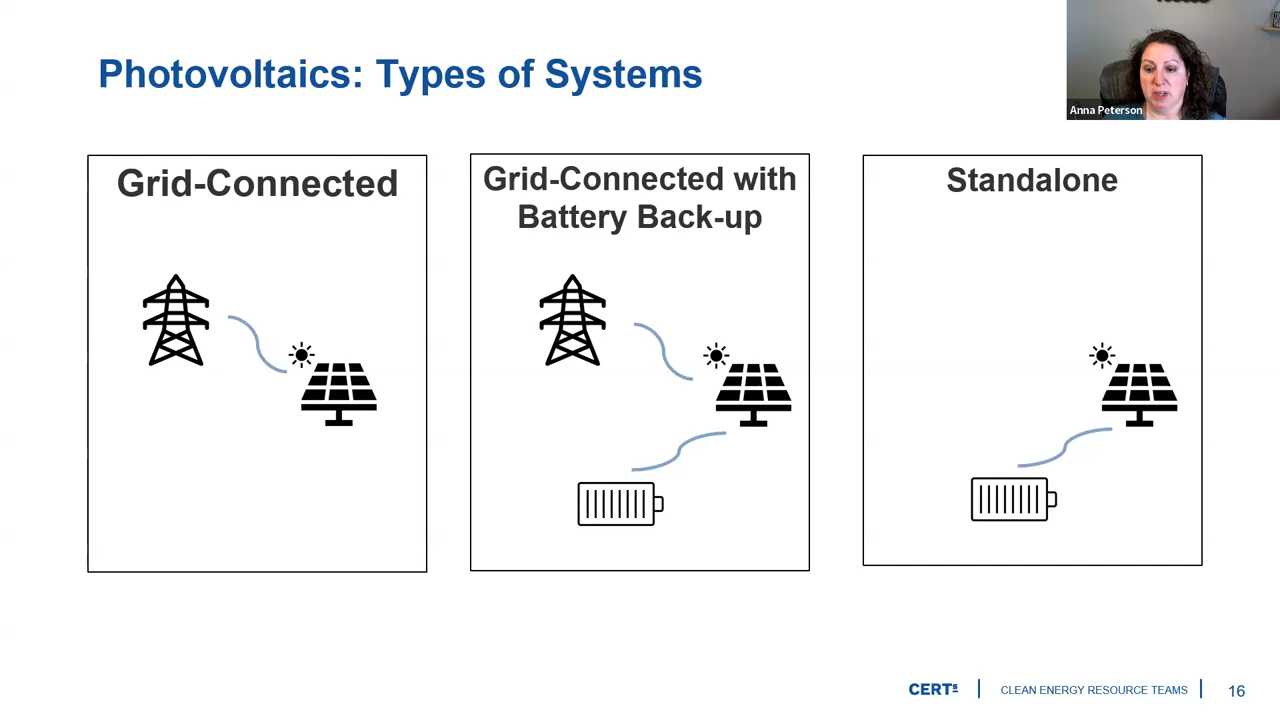 Photovoltaics: Types of Systems
Anna Peterson
Grid-Connected
Grid-Connected with
Battery Back-up
Standalone
CERTs
CLEAN ENERGY RESOURCE TEAMS
16